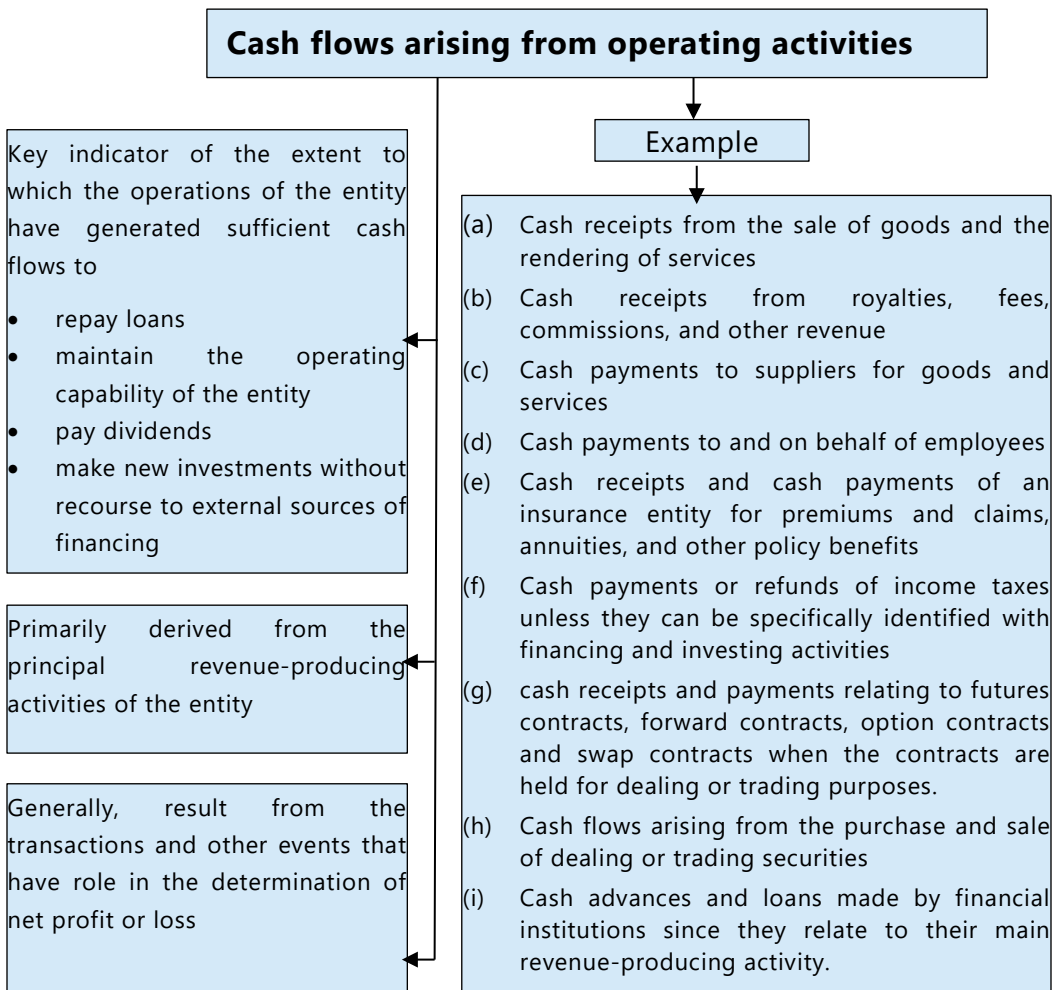 Cash flows arising from operating activities
Key indicator of the extent to
which the operations of the entity
have generated sufficient cash
flows to
• repay loans
• maintain the operating
capability of the entity
• pay dividends
• make new investments without
recourse to external sources of
financing
Primarily derived from the
principal revenue-producing
activities of the entity
Generally, result from the
transactions and other events that
have role in the determination of
net profit or loss
Example
(a) Cash receipts from the sale of goods and the
rendering of services
(b) Cash receipts from royalties, fees,
commissions, and other revenue
(c) Cash payments to suppliers for goods and
services
(d) Cash payments to and on behalf of employees
(e) Cash receipts and cash payments of an
insurance entity for premiums and claims,
annuities, and other policy benefits
(f) Cash payments or refunds of income taxes
unless they can be specifically identified with
financing and investing activities
(g) cash receipts and payments relating to futures
contracts, forward contracts, option contracts
and swap contracts when the contracts are
held for dealing or trading purposes.
(h) Cash flows arising from the purchase and sale
of dealing or trading securities
(i) Cash advances and loans made by financial
institutions since they relate to their main
revenue-producing activity.